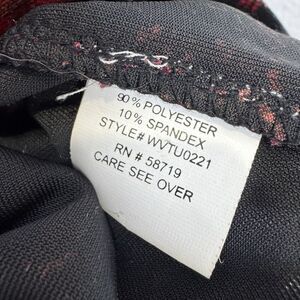 90% POLYESTER
10% SPANDEX
STYLE# WVTU0221
RN # 58719
CARE SEE OVER